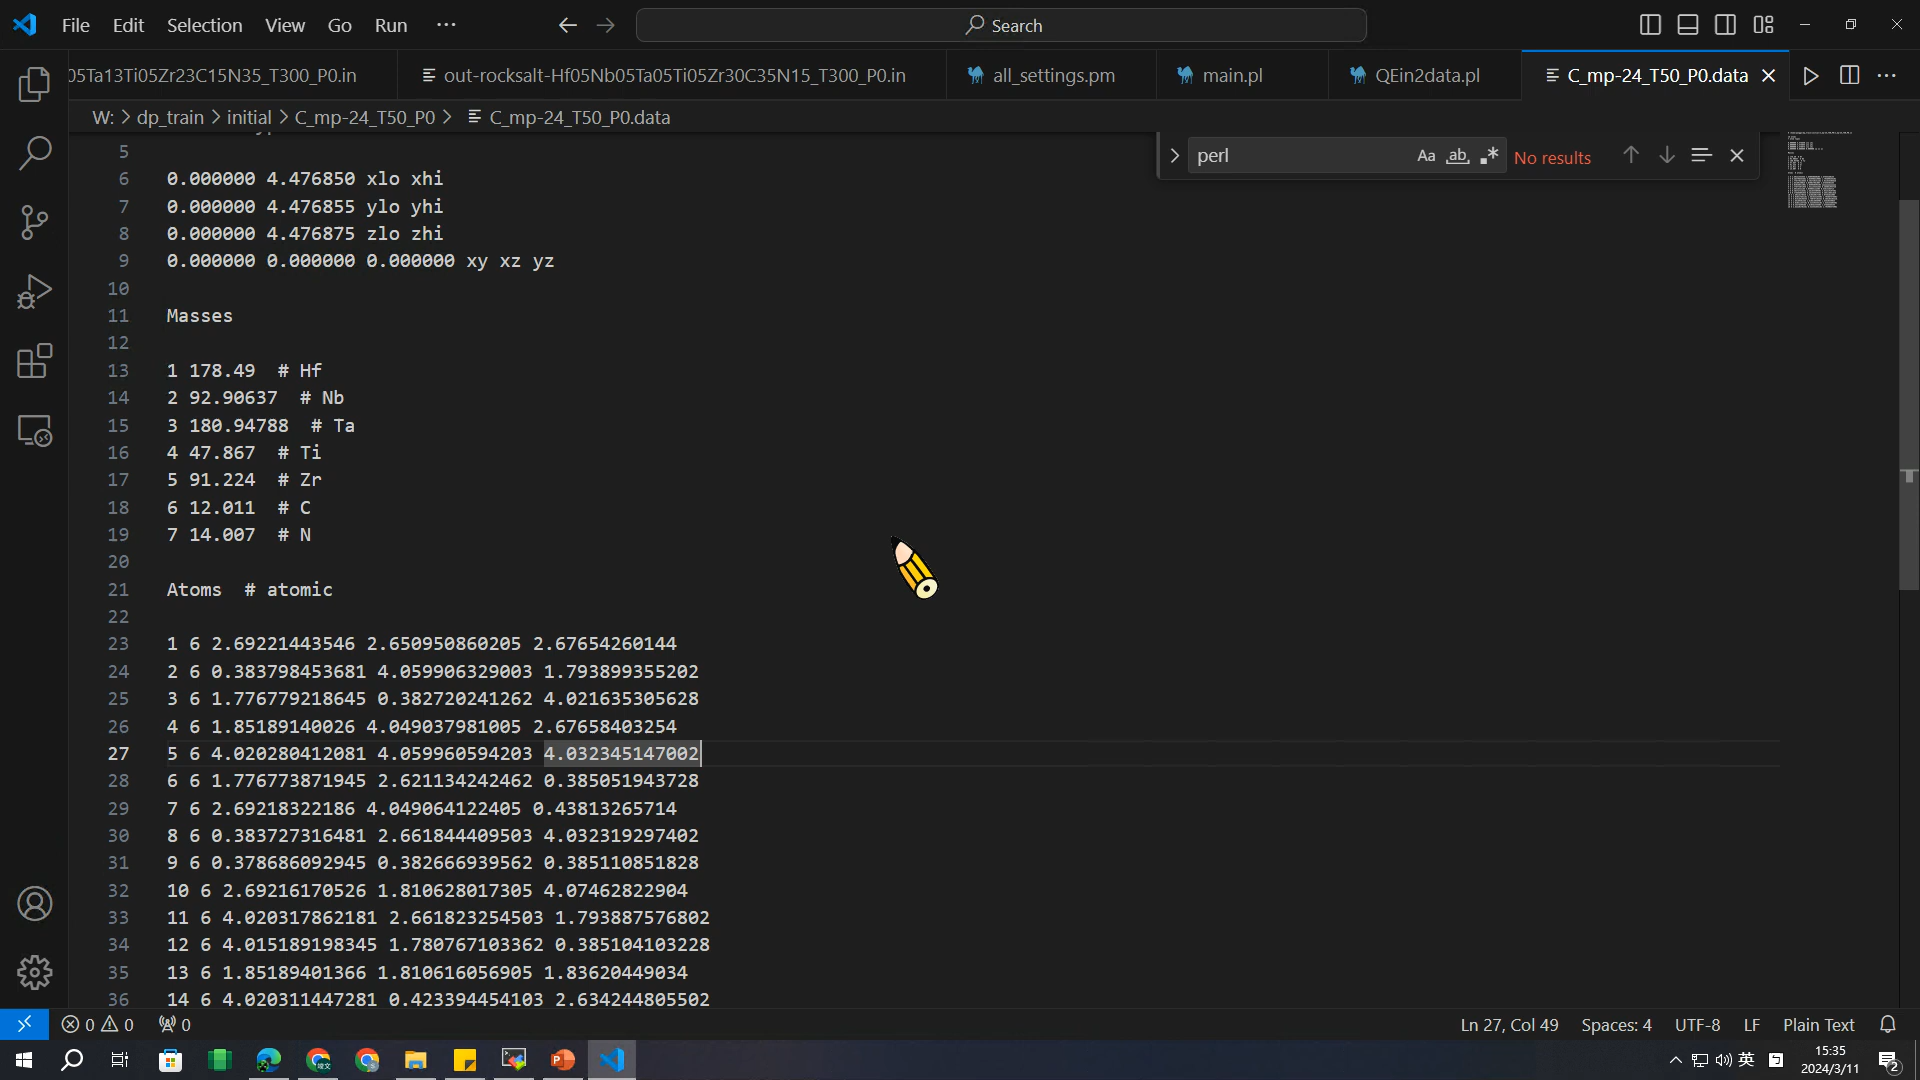 File Edit Selection View Go Run ··· Search
05Ta13Ti05Zr23C15N35_T300_P0.in out-rocksalt-Hf05Nb05Ta05Ti05Zr30C35N15_T300_P0.in all_settings.pm main.pl QEin2data.pl C_mp-24_T50_P0.data
W: > dp_train > initial > C_mp-24_T50_P0 > C_mp-24_T50_P0.data
perl Aa ab No results
5
6 0.000000 4.476850 xlo xhi
7 0.000000 4.476855 ylo yhi
8 0.000000 4.476875 zlo zhi
9 0.000000 0.000000 0.000000 xy xz yz
10
11 Masses
12
13 1 178.49 # Hf
14 2 92.90637 # Nb
15 3 180.94788 # Ta
16 4 47.867 # Ti
17 5 91.224 # Zr
18 6 12.011 # C
19 7 14.007 # N
20
21 Atoms # atomic
22
23 1 6 2.69221443546 2.650950860205 2.67654260144
24 2 6 0.383798453681 4.059906329003 1.793899355202
25 3 6 1.776779218645 0.382720241262 4.021635305628
26 4 6 1.85189140026 4.049037981005 2.67658403254
27 5 6 4.020280412081 4.059960594203 4.032345147002
28 6 6 1.776773871945 2.621134242462 0.385051943728
29 7 6 2.69218322186 4.049064122405 0.43813265714
30 8 6 0.383727316481 2.661844409503 4.032319297402
31 9 6 0.378686092945 0.382666939562 0.385110851828
32 10 6 2.69216170526 1.810628017305 4.07462822904
33 11 6 4.020317862181 2.661823254503 1.793887576802
34 12 6 4.015189198345 1.780767103362 0.385104103228
35 13 6 1.85189401366 1.810616056905 1.83620449034
36 14 6 4.020311447281 0.423394454103 2.634244805502
0 0 0 Ln 27, Col 49 Spaces: 4 UTF-8 LF Plain Text
英 15:35
2024/3/11 2